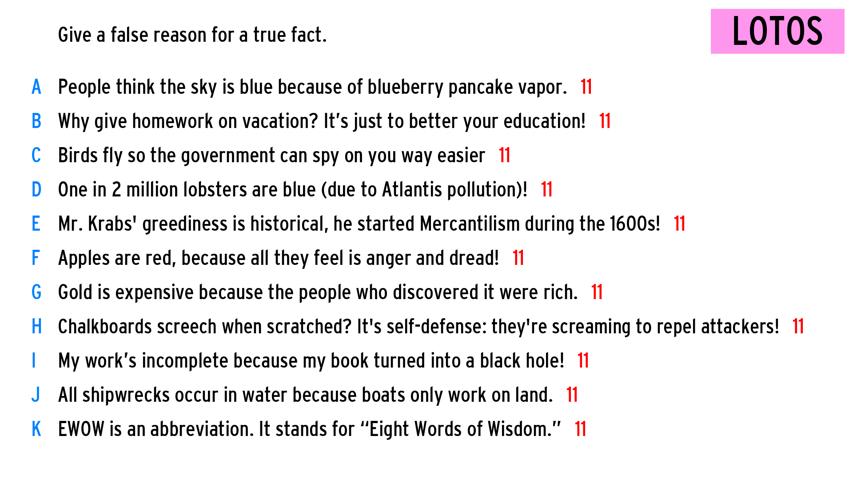 Give a false reason for a true fact.
LOTOS
A People think the sky is blue because of blueberry pancake vapor. 11
B Why give homework on vacation? It’s just to better your education! 11
C Birds fly so the government can spy on you way easier 11
D One in 2 million lobsters are blue (due to Atlantis pollution)! 11
E Mr. Krabs' greediness is historical, he started Mercantilism during the 1600s! 11
F Apples are red, because all they feel is anger and dread! 11
G Gold is expensive because the people who discovered it were rich. 11
H Chalkboards screech when scratched? It's self-defense: they're screaming to repel attackers! 11
I My work’s incomplete because my book turned into a black hole! 11
J All shipwrecks occur in water because boats only work on land. 11
K EWOW is an abbreviation. It stands for “Eight Words of Wisdom.” 11